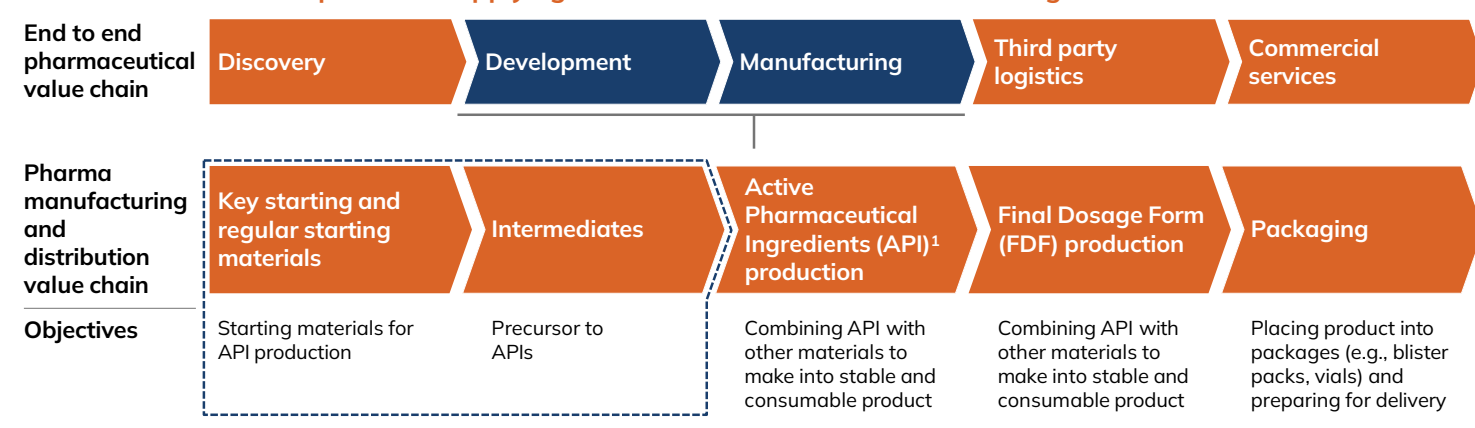 End to end
pharmaceutical
value chain
Discovery
Development
Manufacturing
Third party
logistics
Commercial
services
Pharma
manufacturing
and
distribution
value chain
Key starting and
regular starting
materials
Intermediates
Active
Pharmaceutical
Ingredients (API)¹
production
Final Dosage Form
(FDF) production
Packaging
Objectives
Starting materials for
API production
Precursor to
APIs
Combining API with
other materials to
make into stable and
consumable product
Combining API with
other materials to
make into stable and
consumable product
Placing product into
packages (e.g., blister
packs, vials) and
preparing for delivery